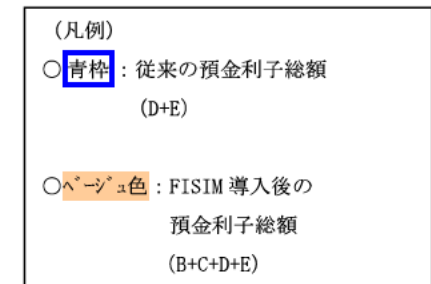 (凡例)
○青枠：従来の預金利子総額
(D+E)
○ﾍﾞｰｼﾞｭ色：FISIM 導入後の
預金利子総額
(B+C+D+E)